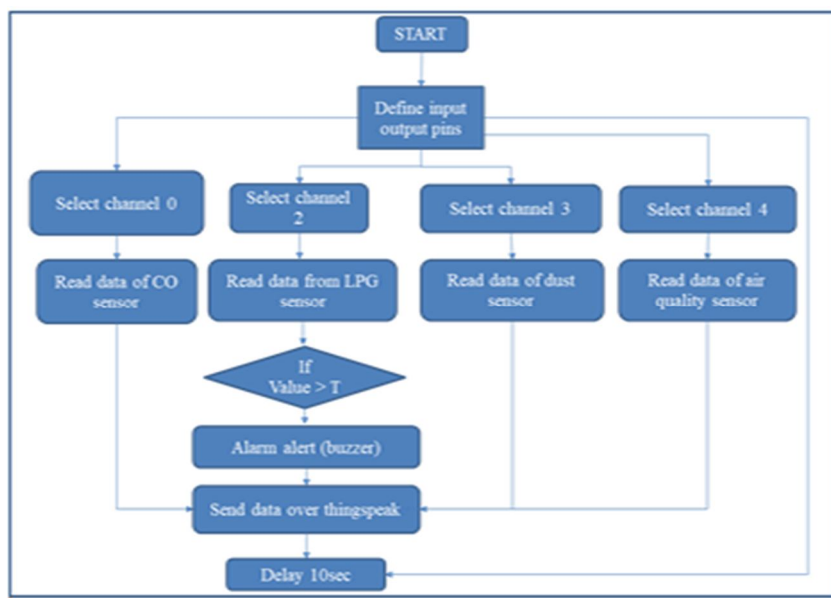 START
Define input
output pins
Select channel 0
Select channel
2
Select channel 3
Select channel 4
Read data of CO
sensor
Read data from LPG
sensor
Read data of dust
sensor
Read data of air
quality sensor
If
Value > T
Alarm alert (buzzer)
Send data over thingspeak
Delay 10sec